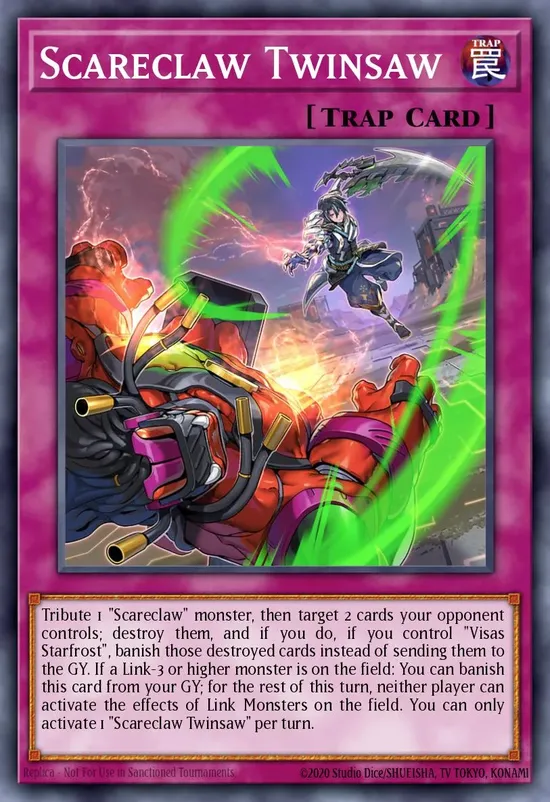 Scareclaw Twinsaw
TRAP
罠
[Trap Card]
Tribute 1 "Scareclaw" monster, then target 2 cards your opponent
controls; destroy them, and if you do, if you control "Visas
Starfrost", banish those destroyed cards instead of sending them to
the GY. If a Link-3 or higher monster is on the field: You can banish
this card from your GY; for the rest of this turn, neither player can
activate the effects of Link Monsters on the field. You can only
activate 1 "Scareclaw Twinsaw" per turn.
Replica - Not For Use in Sanctioned Tournaments
©2020 Studio Dice/SHUEISHA, TV TOKYO, KONAMI